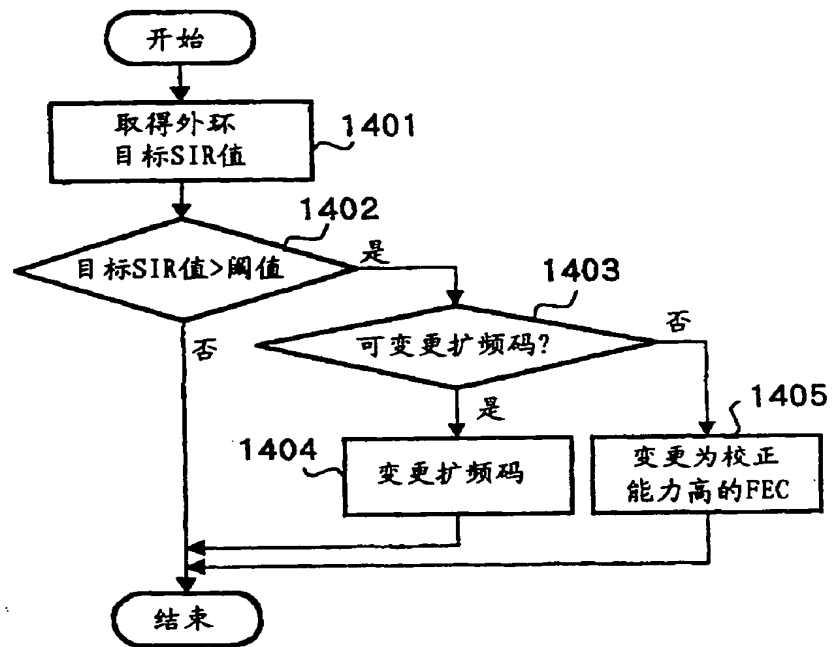 开始
取得外环
目标SIR值
1401
1402
目标SIR值>阈值
是
1403
否
可变更扩频码?
否
是
1405
1404
变更扩频码
变更为校正
能力高的FEC
结束